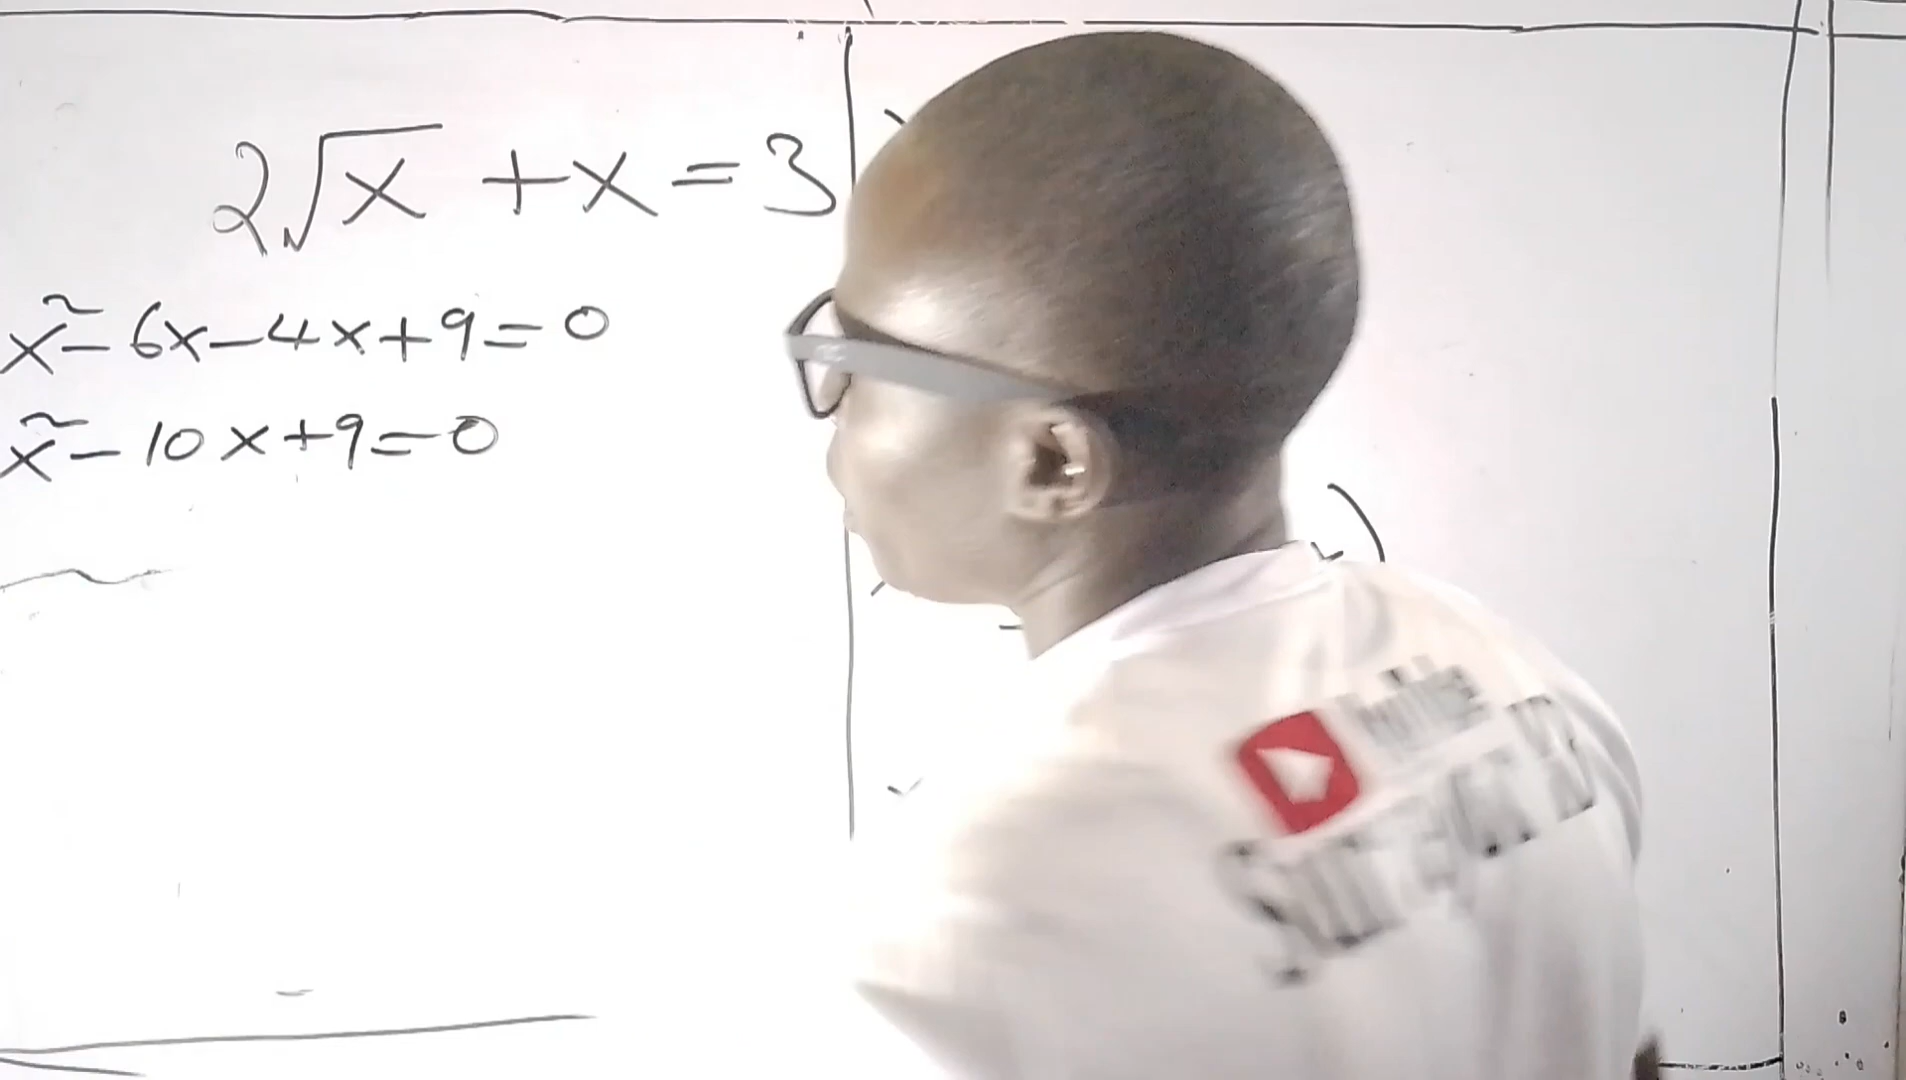 2√x + x = 3
x² - 6x - 4x + 9 = 0
x² - 10x + 9 = 0